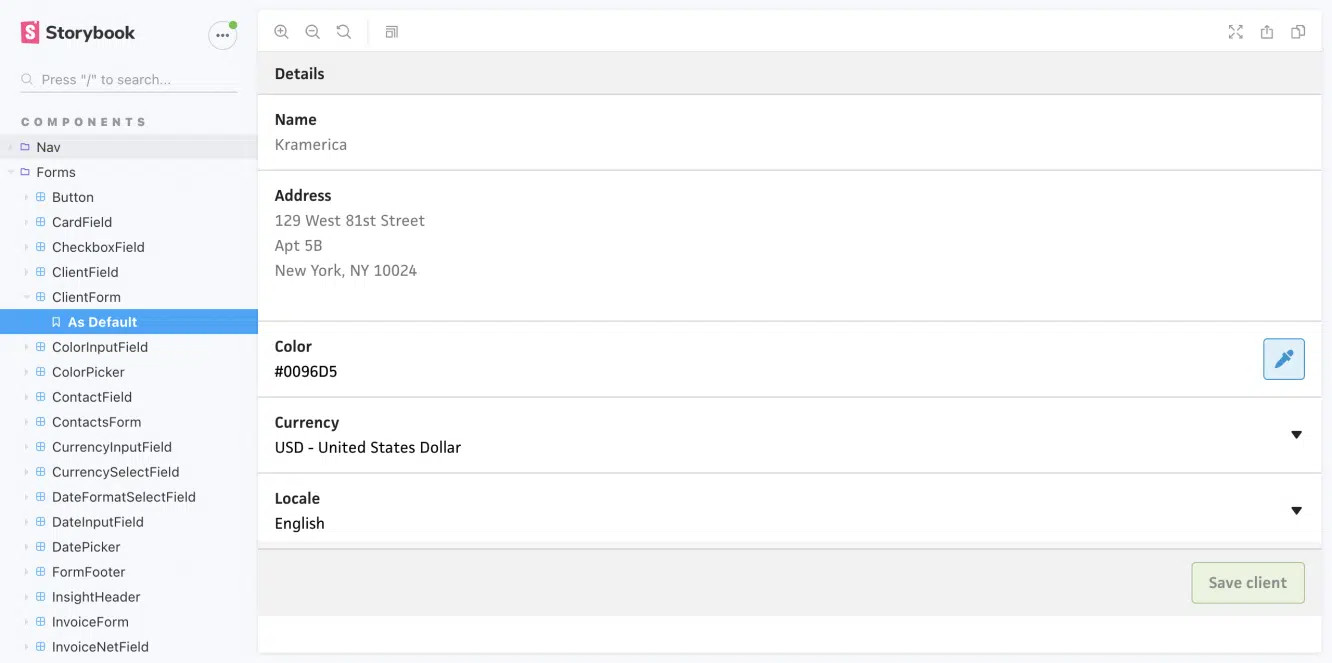 Storybook
Press "/" to search...
COMPONENTS
Nav
Forms
Button
CardField
CheckboxField
ClientField
ClientForm
As Default
ColorInputField
ColorPicker
ContactField
ContactsForm
CurrencyInputField
CurrencySelectField
DateFormatSelectField
DateInputField
DatePicker
FormFooter
InsightHeader
InvoiceForm
InvoiceNetField
Details
Name
Kramerica
Address
129 West 81st Street
Apt 5B
New York, NY 10024
Color
#0096D5
Currency
USD - United States Dollar
Locale
English
Save client